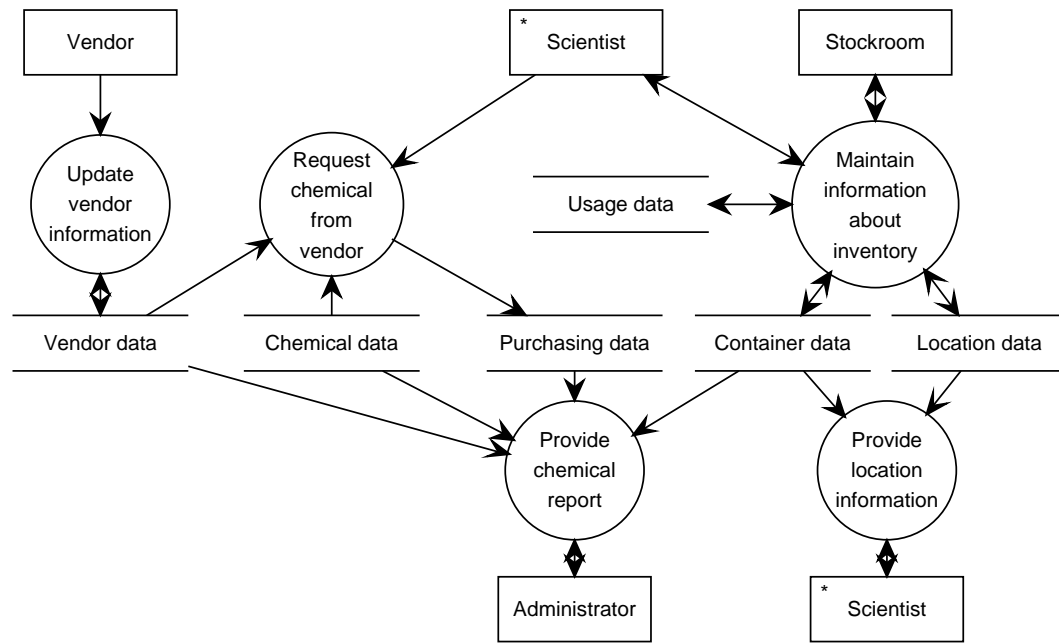 Vendor
* Scientist
Stockroom
Update
vendor
information
Request
chemical
from
vendor
Usage data
Maintain
information
about
inventory
Vendor data
Chemical data
Purchasing data
Container data
Location data
Provide
chemical
report
Provide
location
information
Administrator
* Scientist